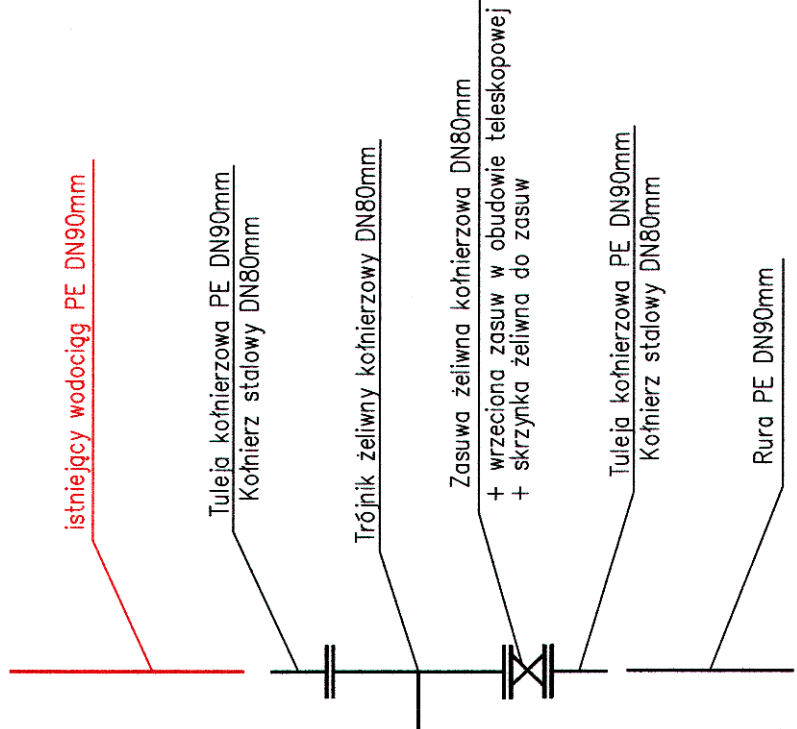 istniejący wodociąg PE DN90mm
Tuleja kołnierzowa PE DN90mm
Kołnierz stalowy DN80mm
Trójnik żeliwny kołnierzowy DN80mm
Zasuwa żeliwna kołnierzowa DN80mm
+ wrzeciona zasuw w obudowie teleskopowej
+ skrzynka żeliwna do zasuw
Tuleja kołnierzowa PE DN90mm
Kołnierz stalowy DN80mm
Rura PE DN90mm